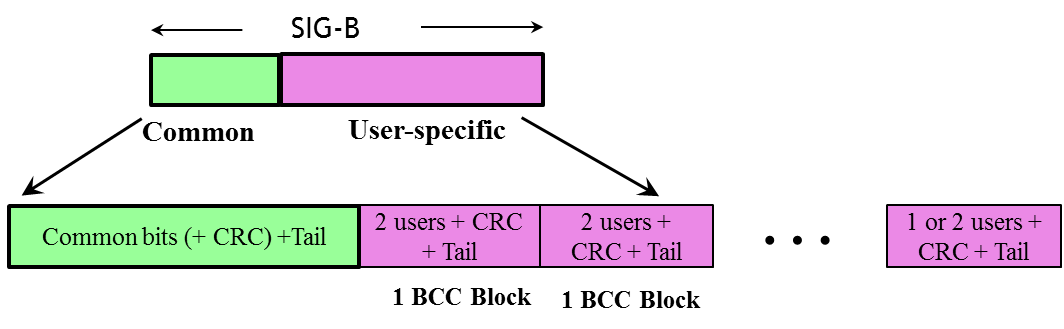 SIG-B
Common
User-specific
Common bits (+ CRC) +Tail
2 users + CRC
+ Tail
2 users +
CRC + Tail
• • •
1 or 2 users +
CRC + Tail
1 BCC Block
1 BCC Block